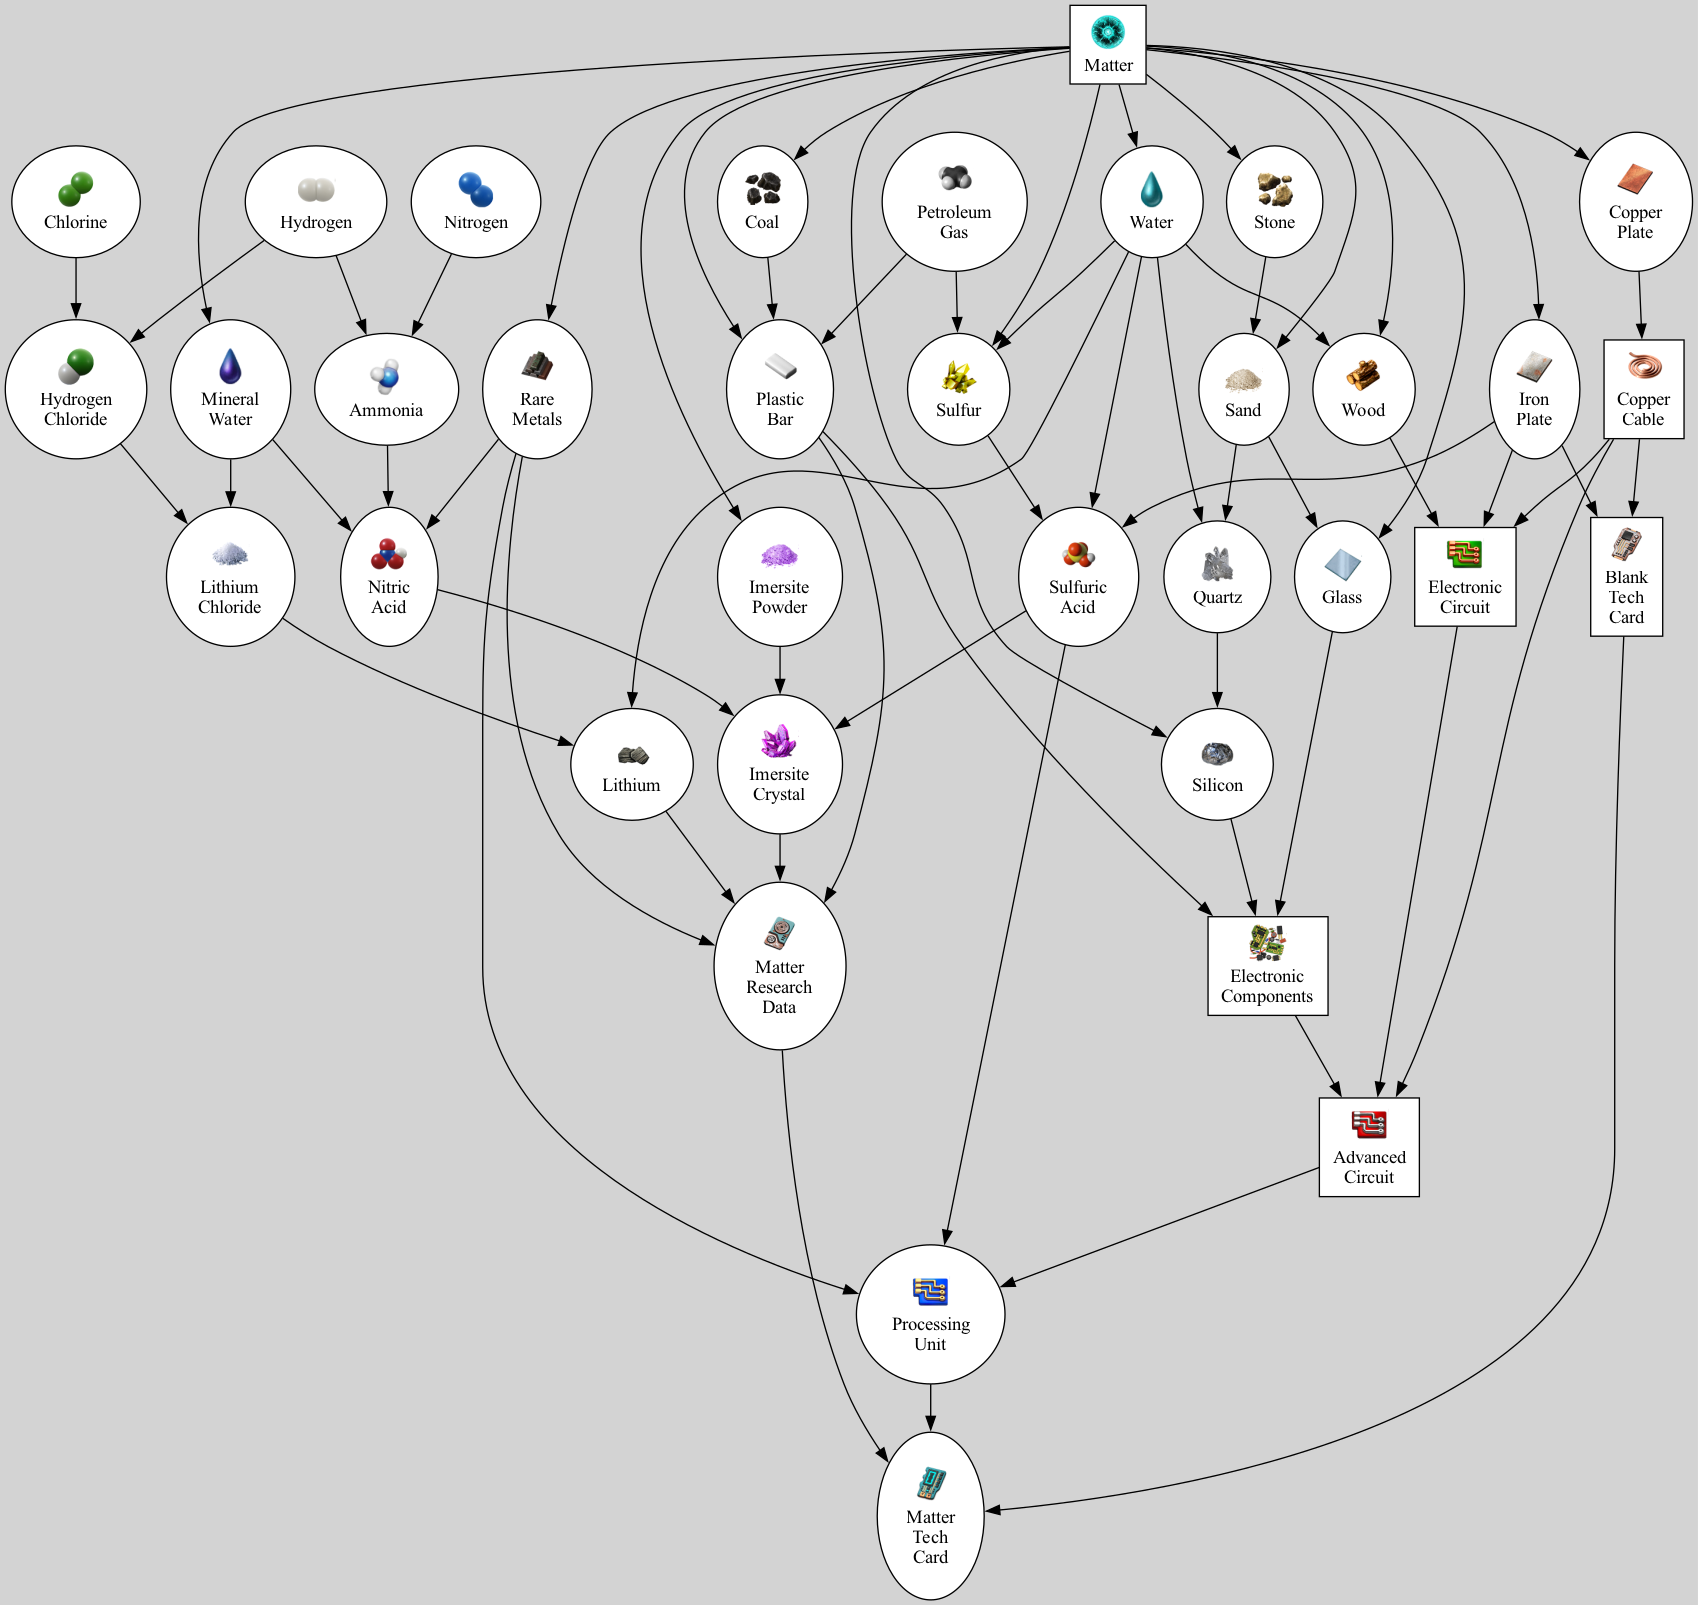 Matter
Chlorine
Hydrogen
Nitrogen
Coal
Petroleum
Gas
Water
Stone
Copper
Plate
Hydrogen
Chloride
Mineral
Water
Ammonia
Rare
Metals
Plastic
Bar
Sulfur
Sand
Wood
Iron
Plate
Copper
Cable
Lithium
Chloride
Nitric
Acid
Imersite
Powder
Sulfuric
Acid
Quartz
Glass
Electronic
Circuit
Blank
Tech
Card
Lithium
Imersite
Crystal
Silicon
Matter
Research
Data
Electronic
Components
Advanced
Circuit
Processing
Unit
Matter
Tech
Card